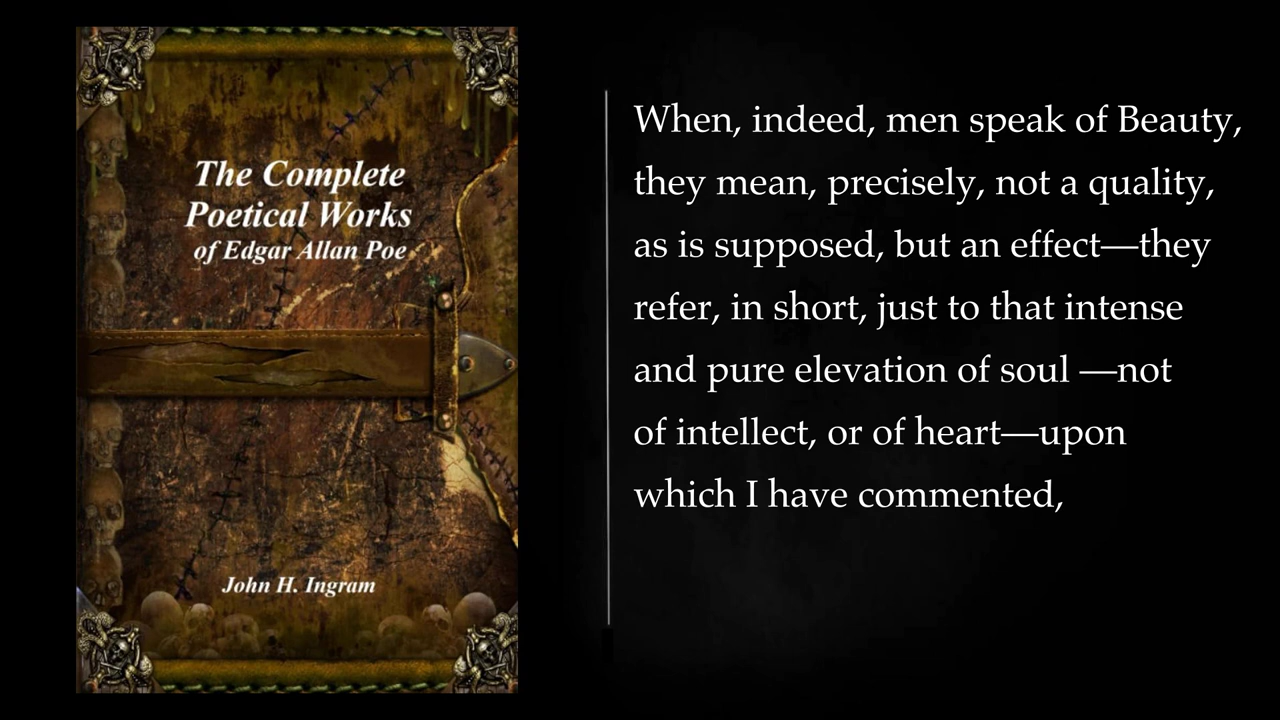 The Complete
Poetical Works
of Edgar Allan Poe
John H. Ingram
When, indeed, men speak of Beauty,
they mean, precisely, not a quality,
as is supposed, but an effect—they
refer, in short, just to that intense
and pure elevation of soul —not
of intellect, or of heart—upon
which I have commented,